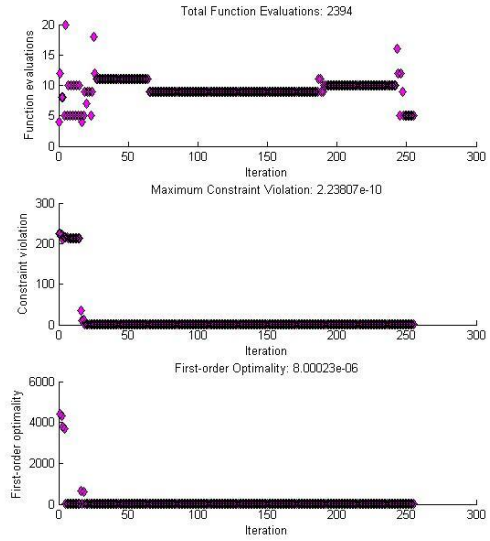 Total Function Evaluations: 2394
20
15
10
5
0
Function evaluations
0 50 100 150 200 250 300
Iteration
Maximum Constraint Violation: 2.23807e-10
300
200
100
0
Constraint violation
0 50 100 150 200 250 300
Iteration
First-order Optimality: 8.00023e-06
6000
4000
2000
0
First-order optimality
0 50 100 150 200 250 300
Iteration